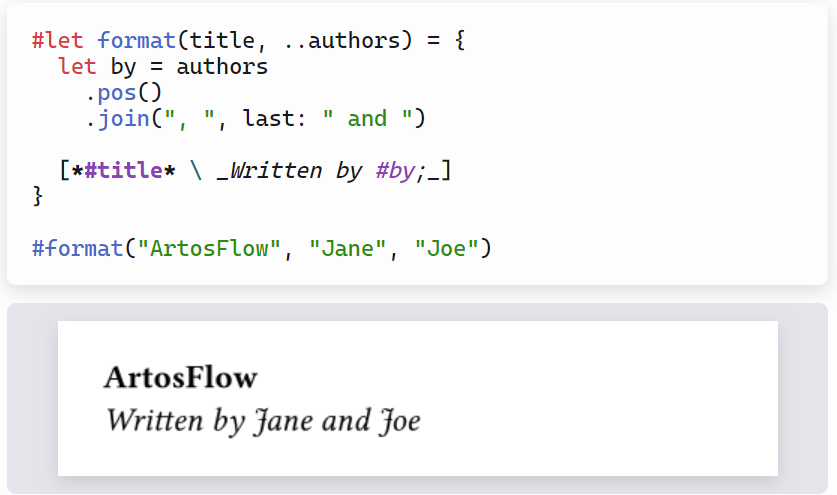 #let format(title, ..authors) = {
  let by = authors
    .pos()
    .join(", ", last: " and ")

  [*#title* \ _Written by #by;_]
}

#format("ArtosFlow", "Jane", "Joe")

ArtosFlow
Written by Jane and Joe